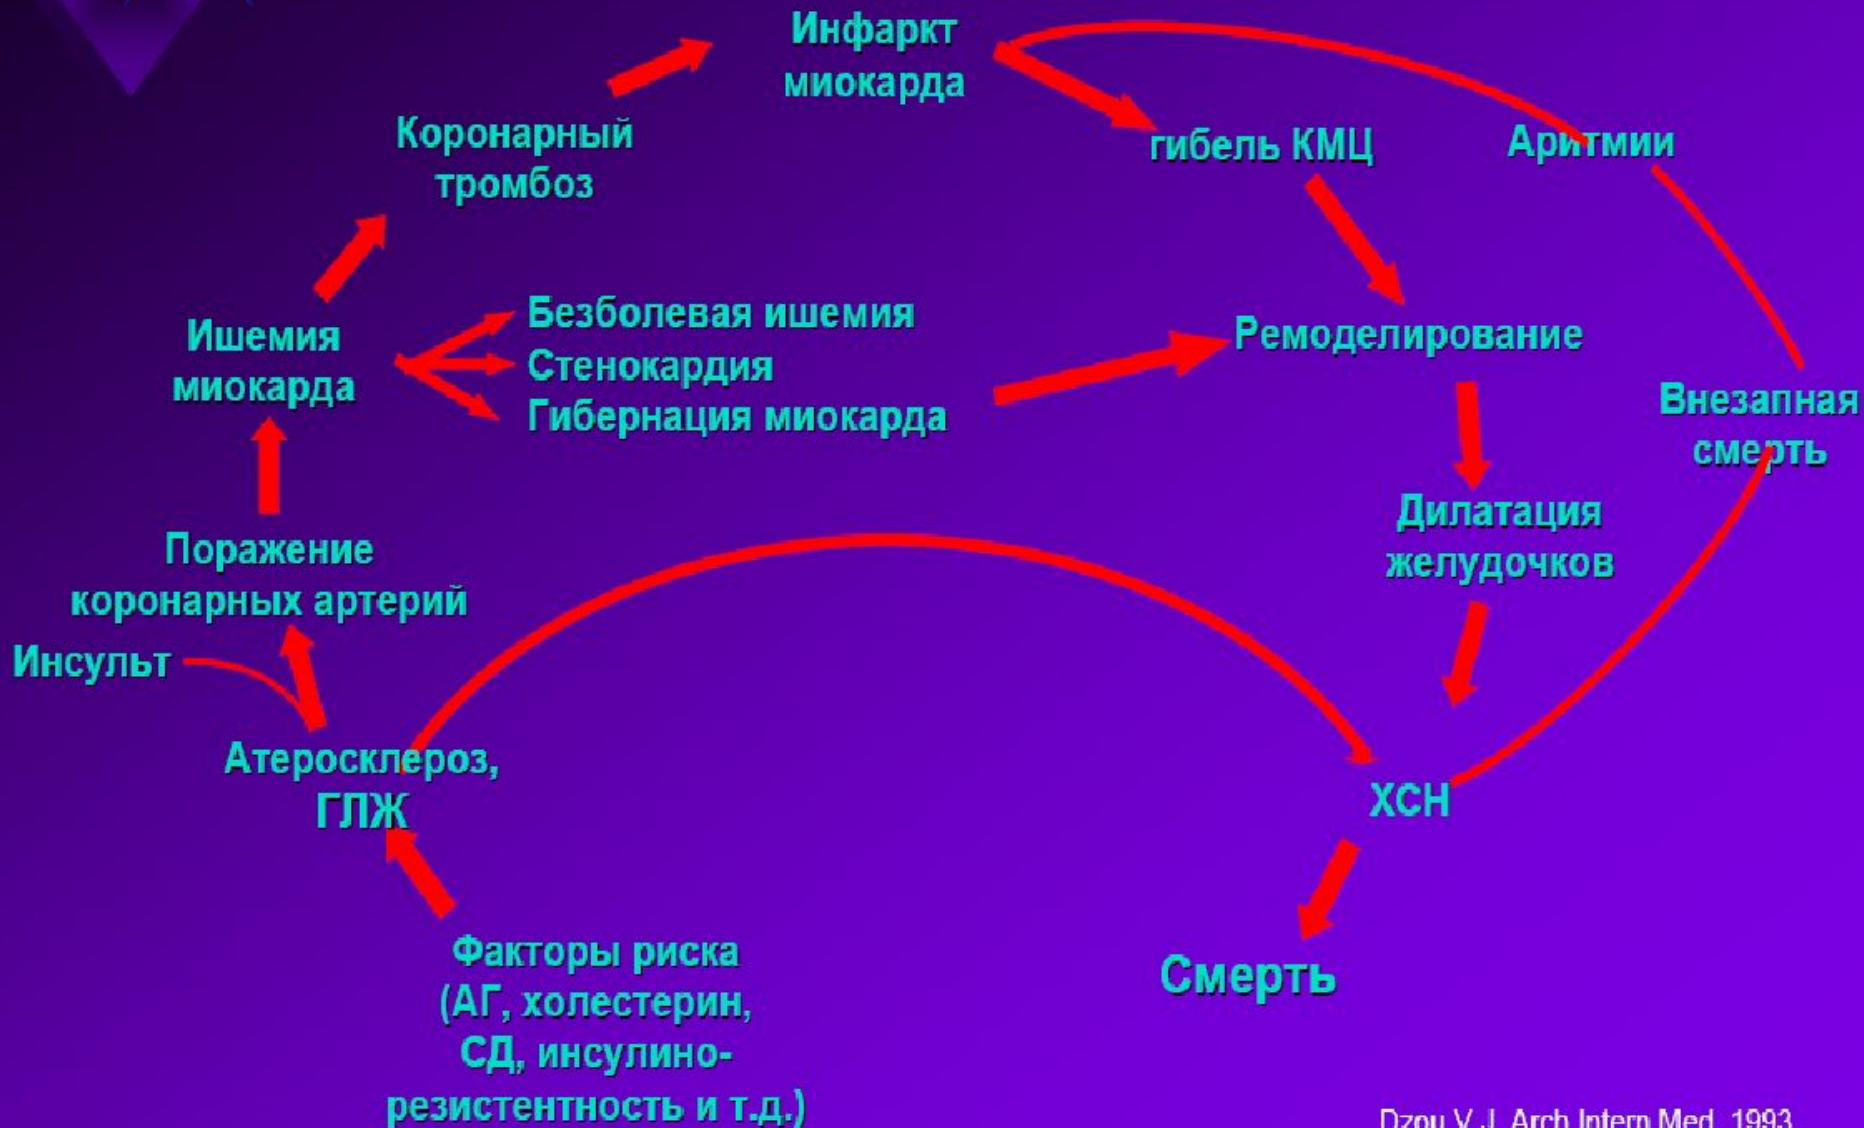 Инфаркт
миокарда
Коронарный
тромбоз
гибель КМЦ
Аритмии
Ишемия
миокарда
Безболевая ишемия
Стенокардия
Гибернация миокарда
Ремоделирование
Внезапная
смерть
Дилатация
желудочков
Поражение
коронарных артерий
Инсульт
Атеросклероз,
ГЛЖ
ХСН
Факторы риска
(АГ, холестерин,
СД, инсулино-
резистентность и т.д.)
Смерть
Dzou V.J. Arch Intern Med, 1993